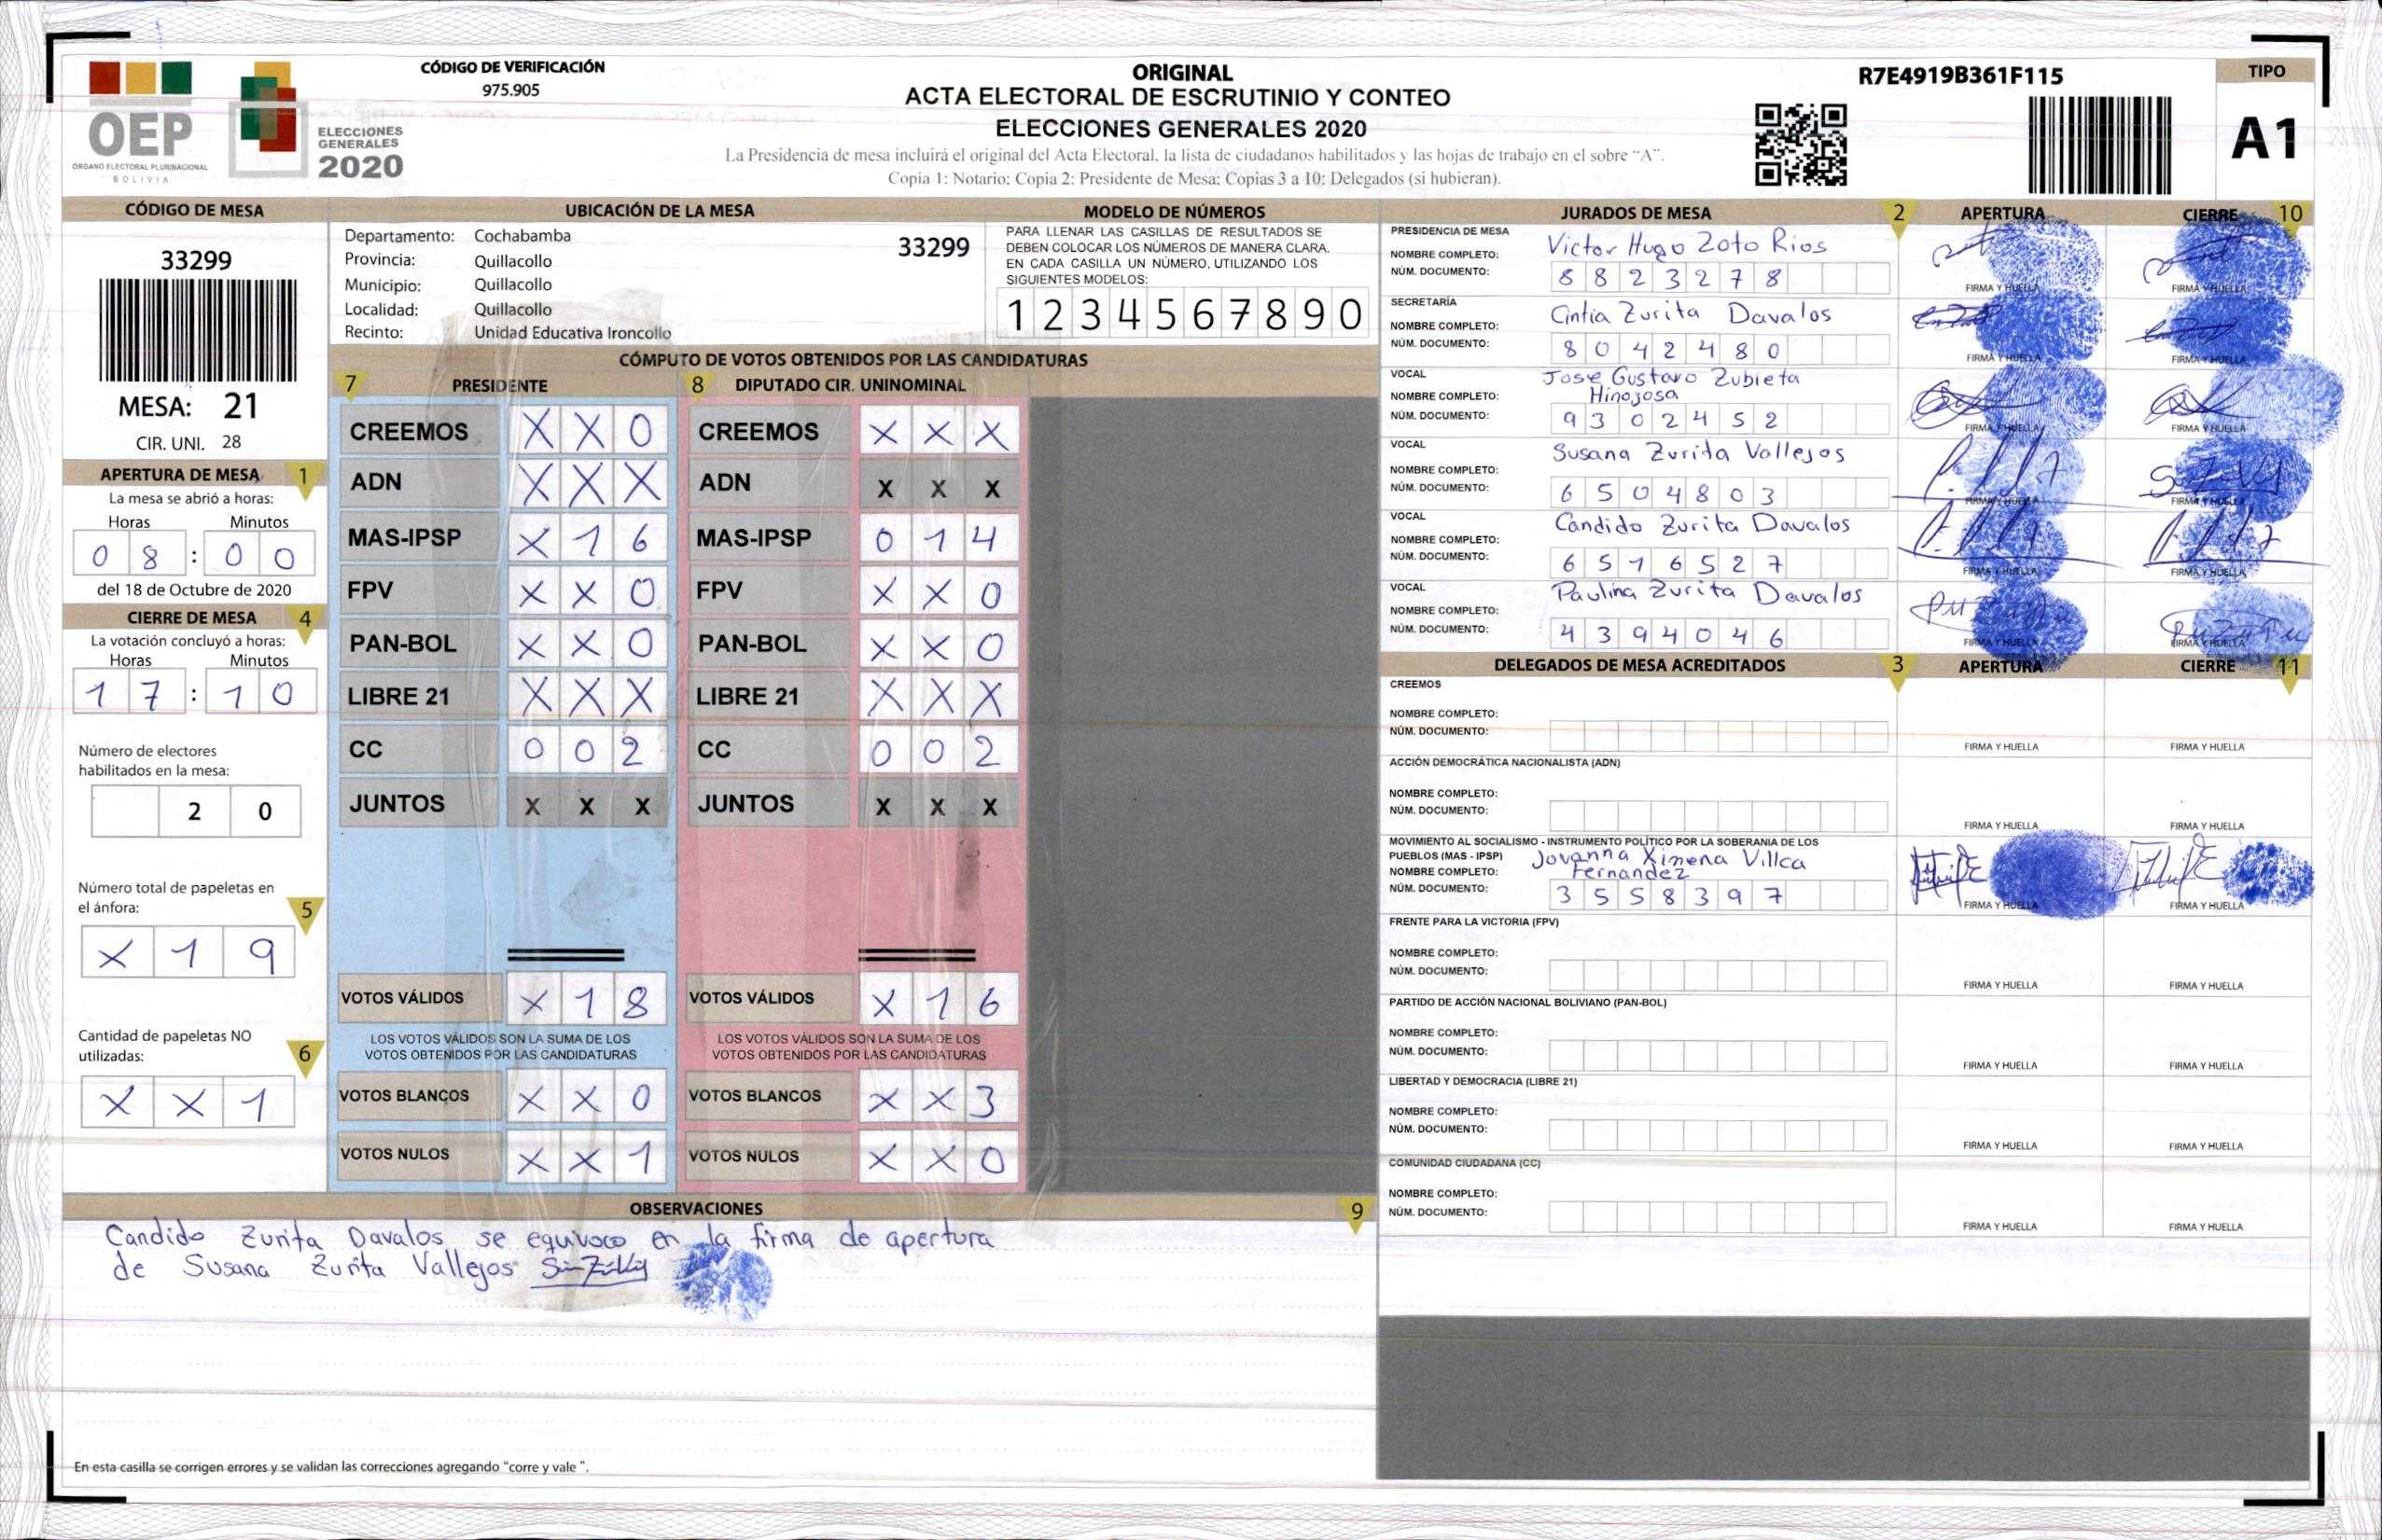 CÓDIGO DE VERIFICACIÓN
975.905
ORIGINAL
ACTA ELECTORAL DE ESCRUTINIO Y CONTEO
ELECCIONES GENERALES 2020
La Presidencia de mesa incluirá el original del Acta Electoral, la lista de ciudadanos habilitados y las hojas de trabajo en el sobre "A".
Copia 1: Notario; Copia 2: Presidente de Mesa; Copias 3 a 10: Delegados (si hubieran).
R7E4919B361F115
TIPO
A1
OEP
ÓRGANO ELECTORAL PLURINACIONAL
BOLIVIA
ELECCIONES
GENERALES
2020
CÓDIGO DE MESA
33299
MESA: 21
CIR. UNI. 28
APERTURA DE MESA 1
La mesa se abrió a horas:
Horas Minutos
0 8 : 0 0
del 18 de Octubre de 2020
CIERRE DE MESA 4
La votación concluyó a horas:
Horas Minutos
1 7 : 1 0
Número de electores
habilitados en la mesa:
2 0
Número total de papeletas en
el ánfora: 5
X 1 9
Cantidad de papeletas NO
utilizadas: 6
X X 1
UBICACIÓN DE LA MESA
Departamento: Cochabamba
33299
Provincia: Quillacollo
Municipio: Quillacollo
Localidad: Quillacollo
Recinto: Unidad Educativa Ironcollo
MODELO DE NÚMEROS
PARA LLENAR LAS CASILLAS DE RESULTADOS SE
DEBEN COLOCAR LOS NÚMEROS DE MANERA CLARA.
EN CADA CASILLA UN NÚMERO, UTILIZANDO LOS
SIGUIENTES MODELOS:
1 2 3 4 5 6 7 8 9 0
CÓMPUTO DE VOTOS OBTENIDOS POR LAS CANDIDATURAS
7 PRESIDENTE 8 DIPUTADO CIR. UNINOMINAL
CREEMOS X X 0 CREEMOS X X X
ADN X X X ADN X X X
MAS-IPSP X 1 6 MAS-IPSP 0 1 4
FPV X X 0 FPV X X 0
PAN-BOL X X 0 PAN-BOL X X 0
LIBRE 21 X X X LIBRE 21 X X X
CC 0 0 2 CC 0 0 2
JUNTOS X X X JUNTOS X X X
VOTOS VÁLIDOS X 1 8 VOTOS VÁLIDOS X 1 6
LOS VOTOS VÁLIDOS SON LA SUMA DE LOS LOS VOTOS VÁLIDOS SON LA SUMA DE LOS
VOTOS OBTENIDOS POR LAS CANDIDATURAS VOTOS OBTENIDOS POR LAS CANDIDATURAS
VOTOS BLANCOS X X 0 VOTOS BLANCOS X X 3
VOTOS NULOS X X 1 VOTOS NULOS X X 0
OBSERVACIONES 9
Candido Zurita Davalos se equivoco en la firma de apertura
de Susana Zurita Vallejos
En esta casilla se corrigen errores y se validan las correcciones agregando "corre y vale ".
JURADOS DE MESA 2 APERTURA CIERRE 10
PRESIDENCIA DE MESA
NOMBRE COMPLETO: Victor Hugo Zoto Rios
NÚM. DOCUMENTO: 8 8 2 3 2 7 8
FIRMA Y HUELLA FIRMA Y HUELLA
SECRETARÍA
NOMBRE COMPLETO: Cintia Zurita Davalos
NÚM. DOCUMENTO: 8 0 4 2 4 8 0
FIRMA Y HUELLA FIRMA Y HUELLA
VOCAL
NOMBRE COMPLETO: Jose Gustavo Zubieta
Hinojosa
NÚM. DOCUMENTO: 9 3 0 2 4 5 2
FIRMA Y HUELLA FIRMA Y HUELLA
VOCAL
NOMBRE COMPLETO: Susana Zurita Vallejos
NÚM. DOCUMENTO: 6 5 0 4 8 0 3
FIRMA Y HUELLA FIRMA Y HUELLA
VOCAL
NOMBRE COMPLETO: Candido Zurita Davalos
NÚM. DOCUMENTO: 6 5 1 6 5 2 7
FIRMA Y HUELLA FIRMA Y HUELLA
VOCAL
NOMBRE COMPLETO: Paulina Zurita Davalos
NÚM. DOCUMENTO: 4 3 9 4 0 4 6
FIRMA Y HUELLA FIRMA Y HUELLA
DELEGADOS DE MESA ACREDITADOS 3 APERTURA CIERRE 11
CREEMOS
NOMBRE COMPLETO:
NÚM. DOCUMENTO:
FIRMA Y HUELLA FIRMA Y HUELLA
ACCIÓN DEMOCRÁTICA NACIONALISTA (ADN)
NOMBRE COMPLETO:
NÚM. DOCUMENTO:
FIRMA Y HUELLA FIRMA Y HUELLA
MOVIMIENTO AL SOCIALISMO - INSTRUMENTO POLÍTICO POR LA SOBERANIA DE LOS
PUEBLOS (MAS - IPSP) Jovanna Ximena Villca
NOMBRE COMPLETO: Fernandez
NÚM. DOCUMENTO: 3 5 5 8 3 9 7
FIRMA Y HUELLA FIRMA Y HUELLA
FRENTE PARA LA VICTORIA (FPV)
NOMBRE COMPLETO:
NÚM. DOCUMENTO:
FIRMA Y HUELLA FIRMA Y HUELLA
PARTIDO DE ACCIÓN NACIONAL BOLIVIANO (PAN-BOL)
NOMBRE COMPLETO:
NÚM. DOCUMENTO:
FIRMA Y HUELLA FIRMA Y HUELLA
LIBERTAD Y DEMOCRACIA (LIBRE 21)
NOMBRE COMPLETO:
NÚM. DOCUMENTO:
FIRMA Y HUELLA FIRMA Y HUELLA
COMUNIDAD CIUDADANA (CC)
NOMBRE COMPLETO:
NÚM. DOCUMENTO:
FIRMA Y HUELLA FIRMA Y HUELLA